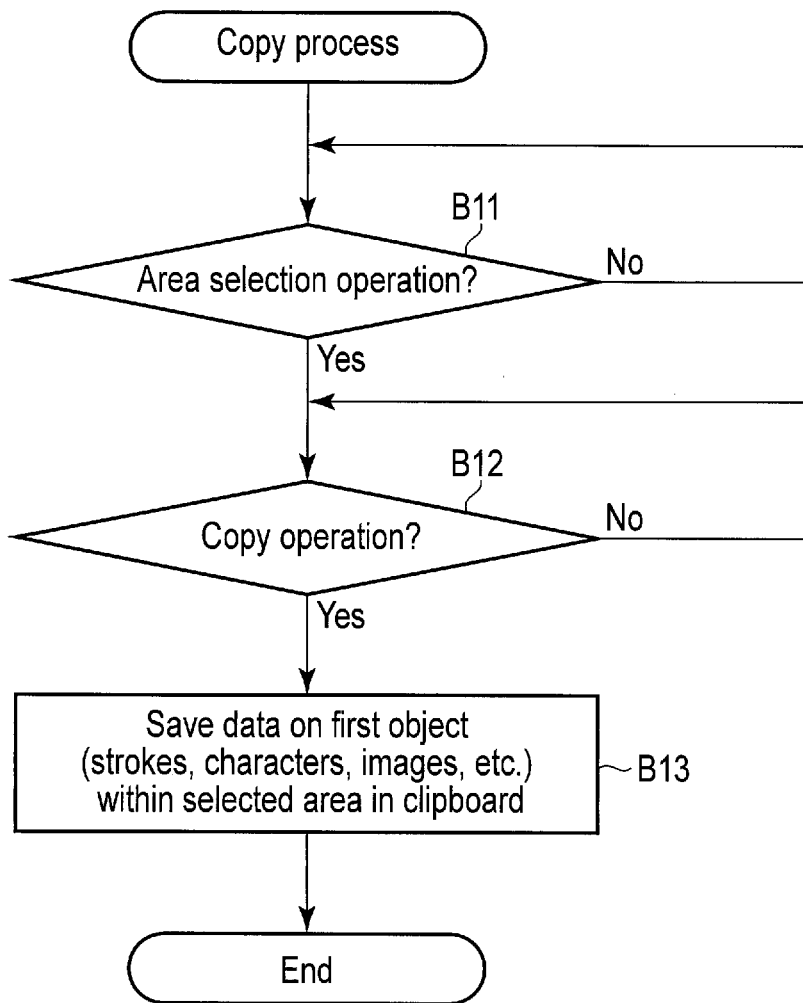 Copy process
B11
Area selection operation?
No
Yes
B12
Copy operation?
No
Yes
Save data on first object
(strokes, characters, images, etc.)
within selected area in clipboard
B13
End